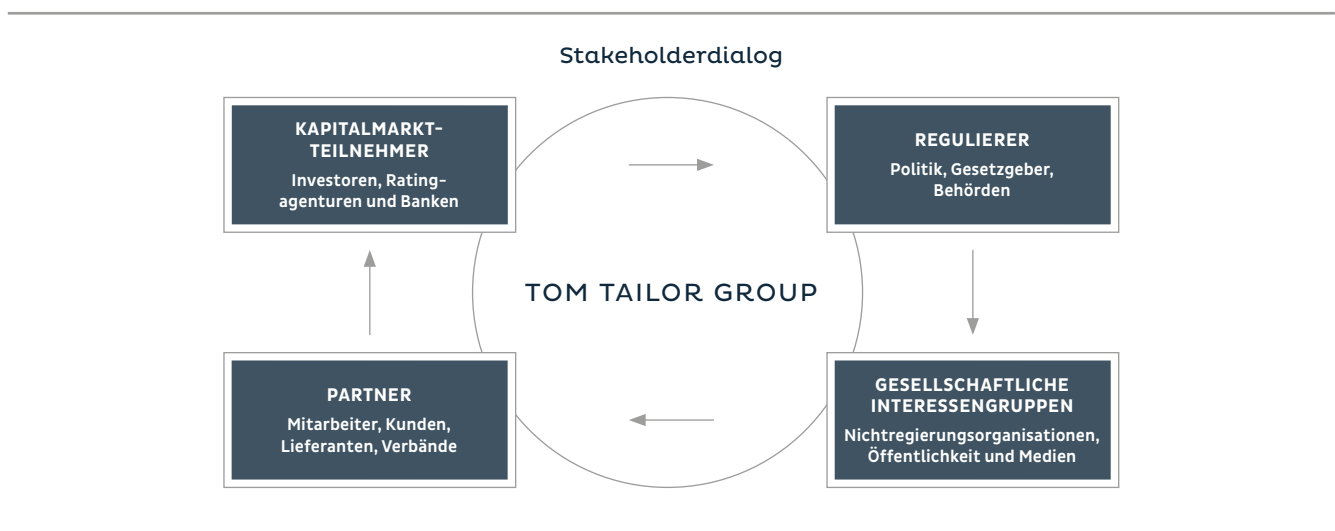 Stakeholderdialog
KAPITALMARKT-
TEILNEHMER
Investoren, Rating-
agenturen und Banken
REGULIERER
Politik, Gesetzgeber,
Behörden
TOM TAILOR GROUP
PARTNER
Mitarbeiter, Kunden,
Lieferanten, Verbände
GESELLSCHAFTLICHE
INTERESSENGRUPPEN
Nichtregierungsorganisationen,
Öffentlichkeit und Medien